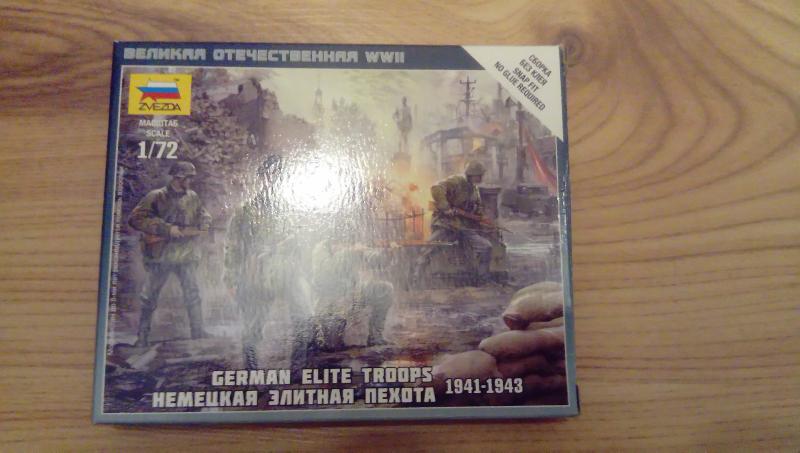 ВЕЛИКАЯ ОТЕЧЕСТВЕННАЯ WWII
СБОРКА
БЕЗ КЛЕЯ
SNAP FIT
NO GLUE REQUIRED
ZVEZDA
МАСШТАБ
SCALE
1/72
GERMAN ELITE TROOPS
НЕМЕЦКАЯ ЭЛИТНАЯ ПЕХОТА
1941-1943